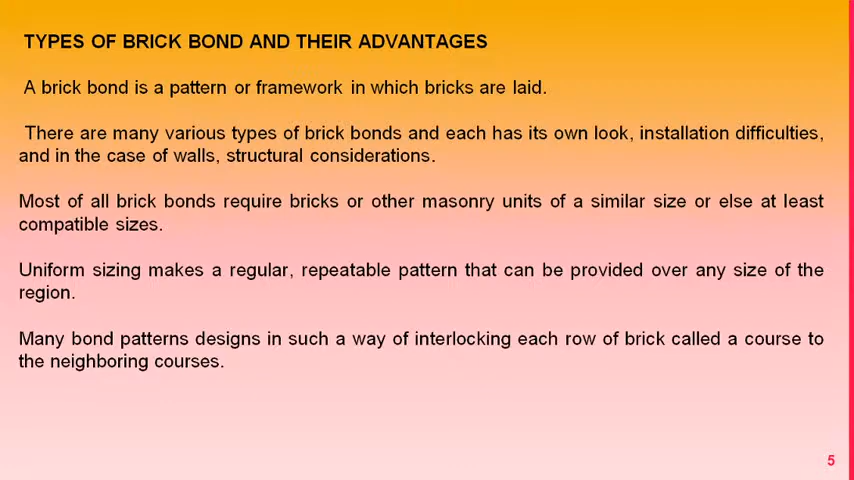 TYPES OF BRICK BOND AND THEIR ADVANTAGES
A brick bond is a pattern or framework in which bricks are laid.
There are many various types of brick bonds and each has its own look, installation difficulties,
and in the case of walls, structural considerations.
Most of all brick bonds require bricks or other masonry units of a similar size or else at least
compatible sizes.
Uniform sizing makes a regular, repeatable pattern that can be provided over any size of the
region.
Many bond patterns designs in such a way of interlocking each row of brick called a course to
the neighboring courses.
5